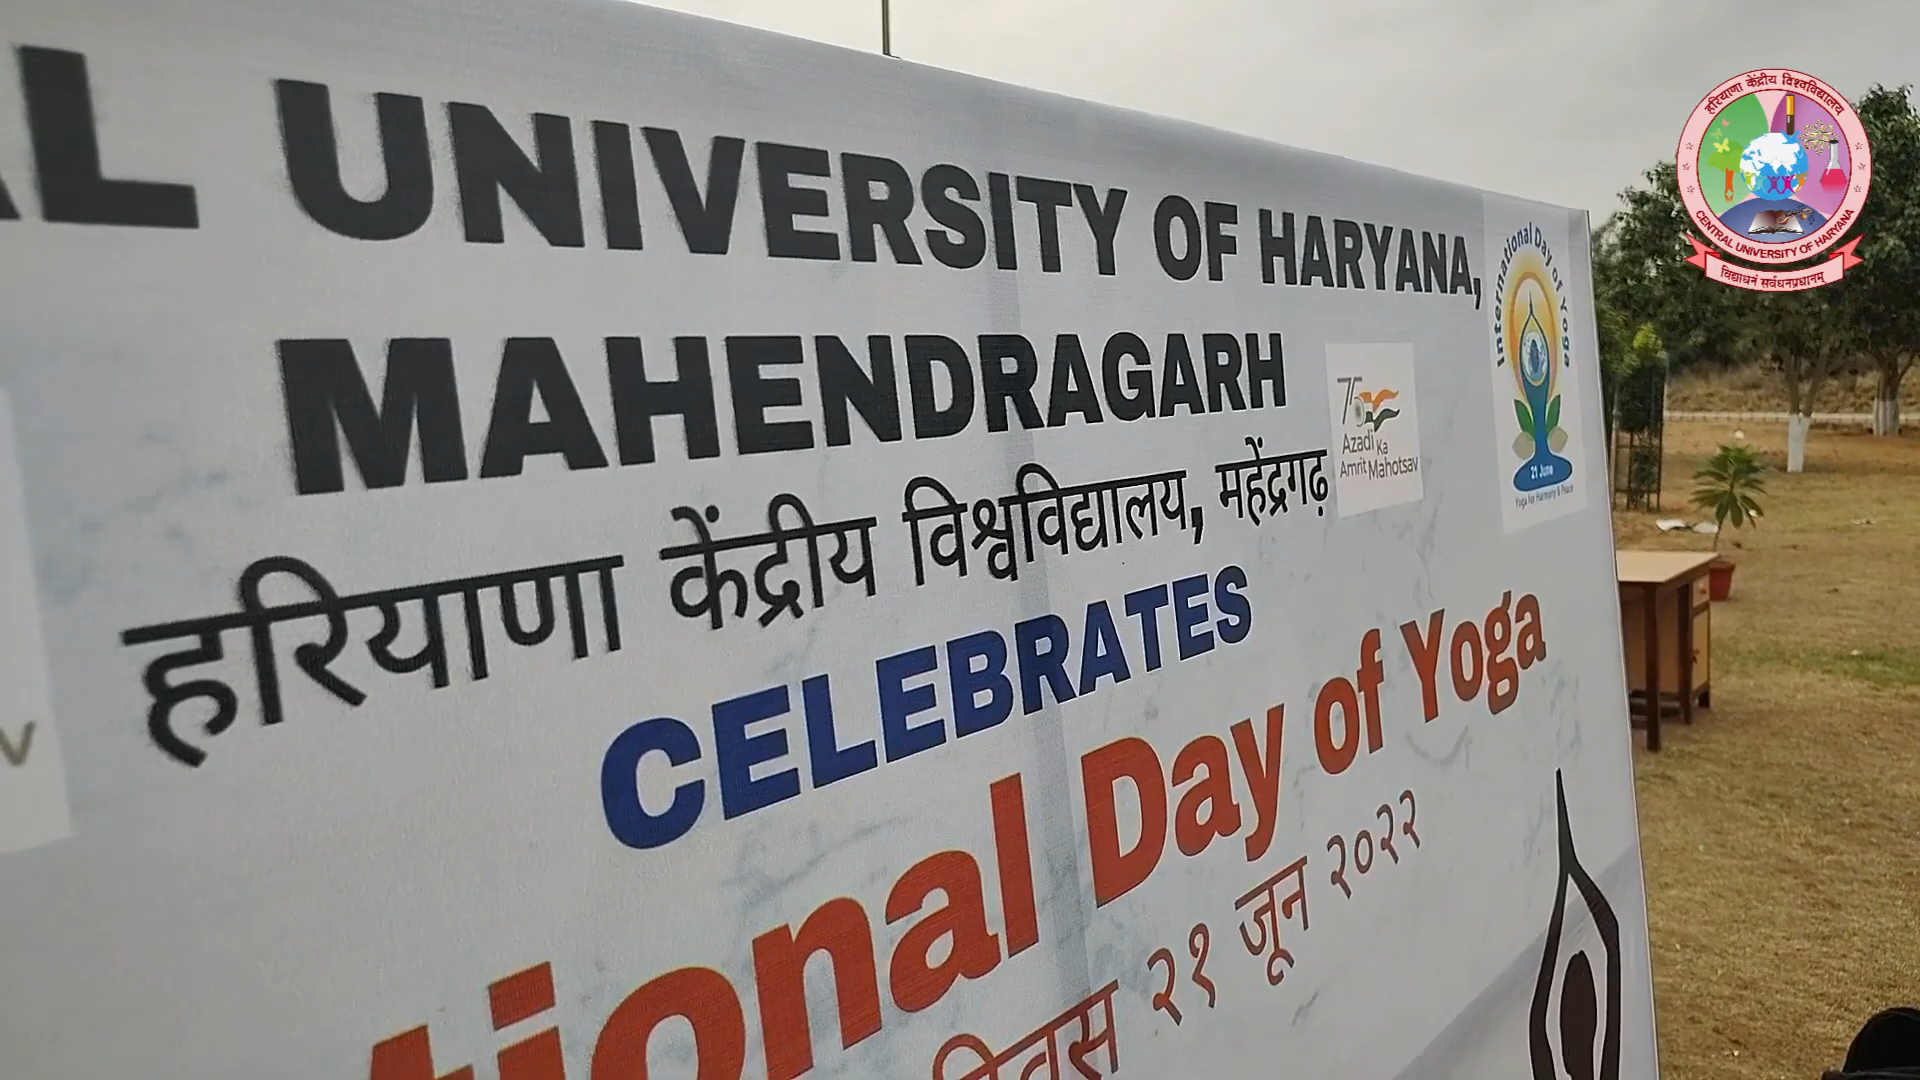 AL UNIVERSITY OF HARYANA,
MAHENDRAGARH
हरियाणा केंद्रीय विश्वविद्यालय, महेंद्रगढ़
CELEBRATES
tional Day of Yoga
दिवस २१ जून २०२२
75
Azadi Ka
Amrit Mahotsav
International Day of Yoga
21 June
Yoga for Harmony & Peace
v
हरियाणा केंद्रीय विश्वविद्यालय
CENTRAL UNIVERSITY OF HARYANA
विद्याधनं सर्वधनप्रधानम्